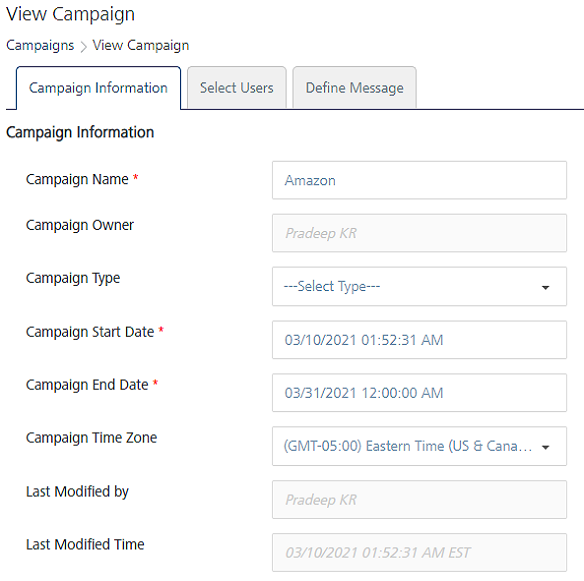 View Campaign
Campaigns > View Campaign
Campaign Information Select Users Define Message
Campaign Information
Campaign Name * Amazon
Campaign Owner Pradeep KR
Campaign Type ---Select Type---
Campaign Start Date * 03/10/2021 01:52:31 AM
Campaign End Date * 03/31/2021 12:00:00 AM
Campaign Time Zone (GMT-05:00) Eastern Time (US & Cana...
Last Modified by Pradeep KR
Last Modified Time 03/10/2021 01:52:31 AM EST